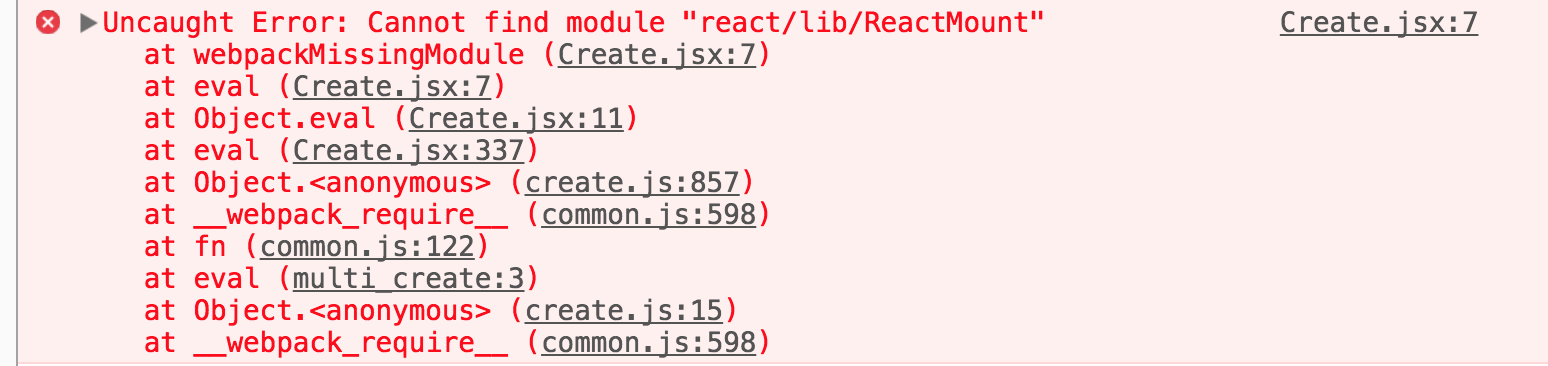 Uncaught Error: Cannot find module "react/lib/ReactMount" Create.jsx:7
at webpackMissingModule (Create.jsx:7)
at eval (Create.jsx:7)
at Object.eval (Create.jsx:11)
at eval (Create.jsx:337)
at Object.<anonymous> (create.js:857)
at __webpack_require__ (common.js:598)
at fn (common.js:122)
at eval (multi_create:3)
at Object.<anonymous> (create.js:15)
at __webpack_require__ (common.js:598)